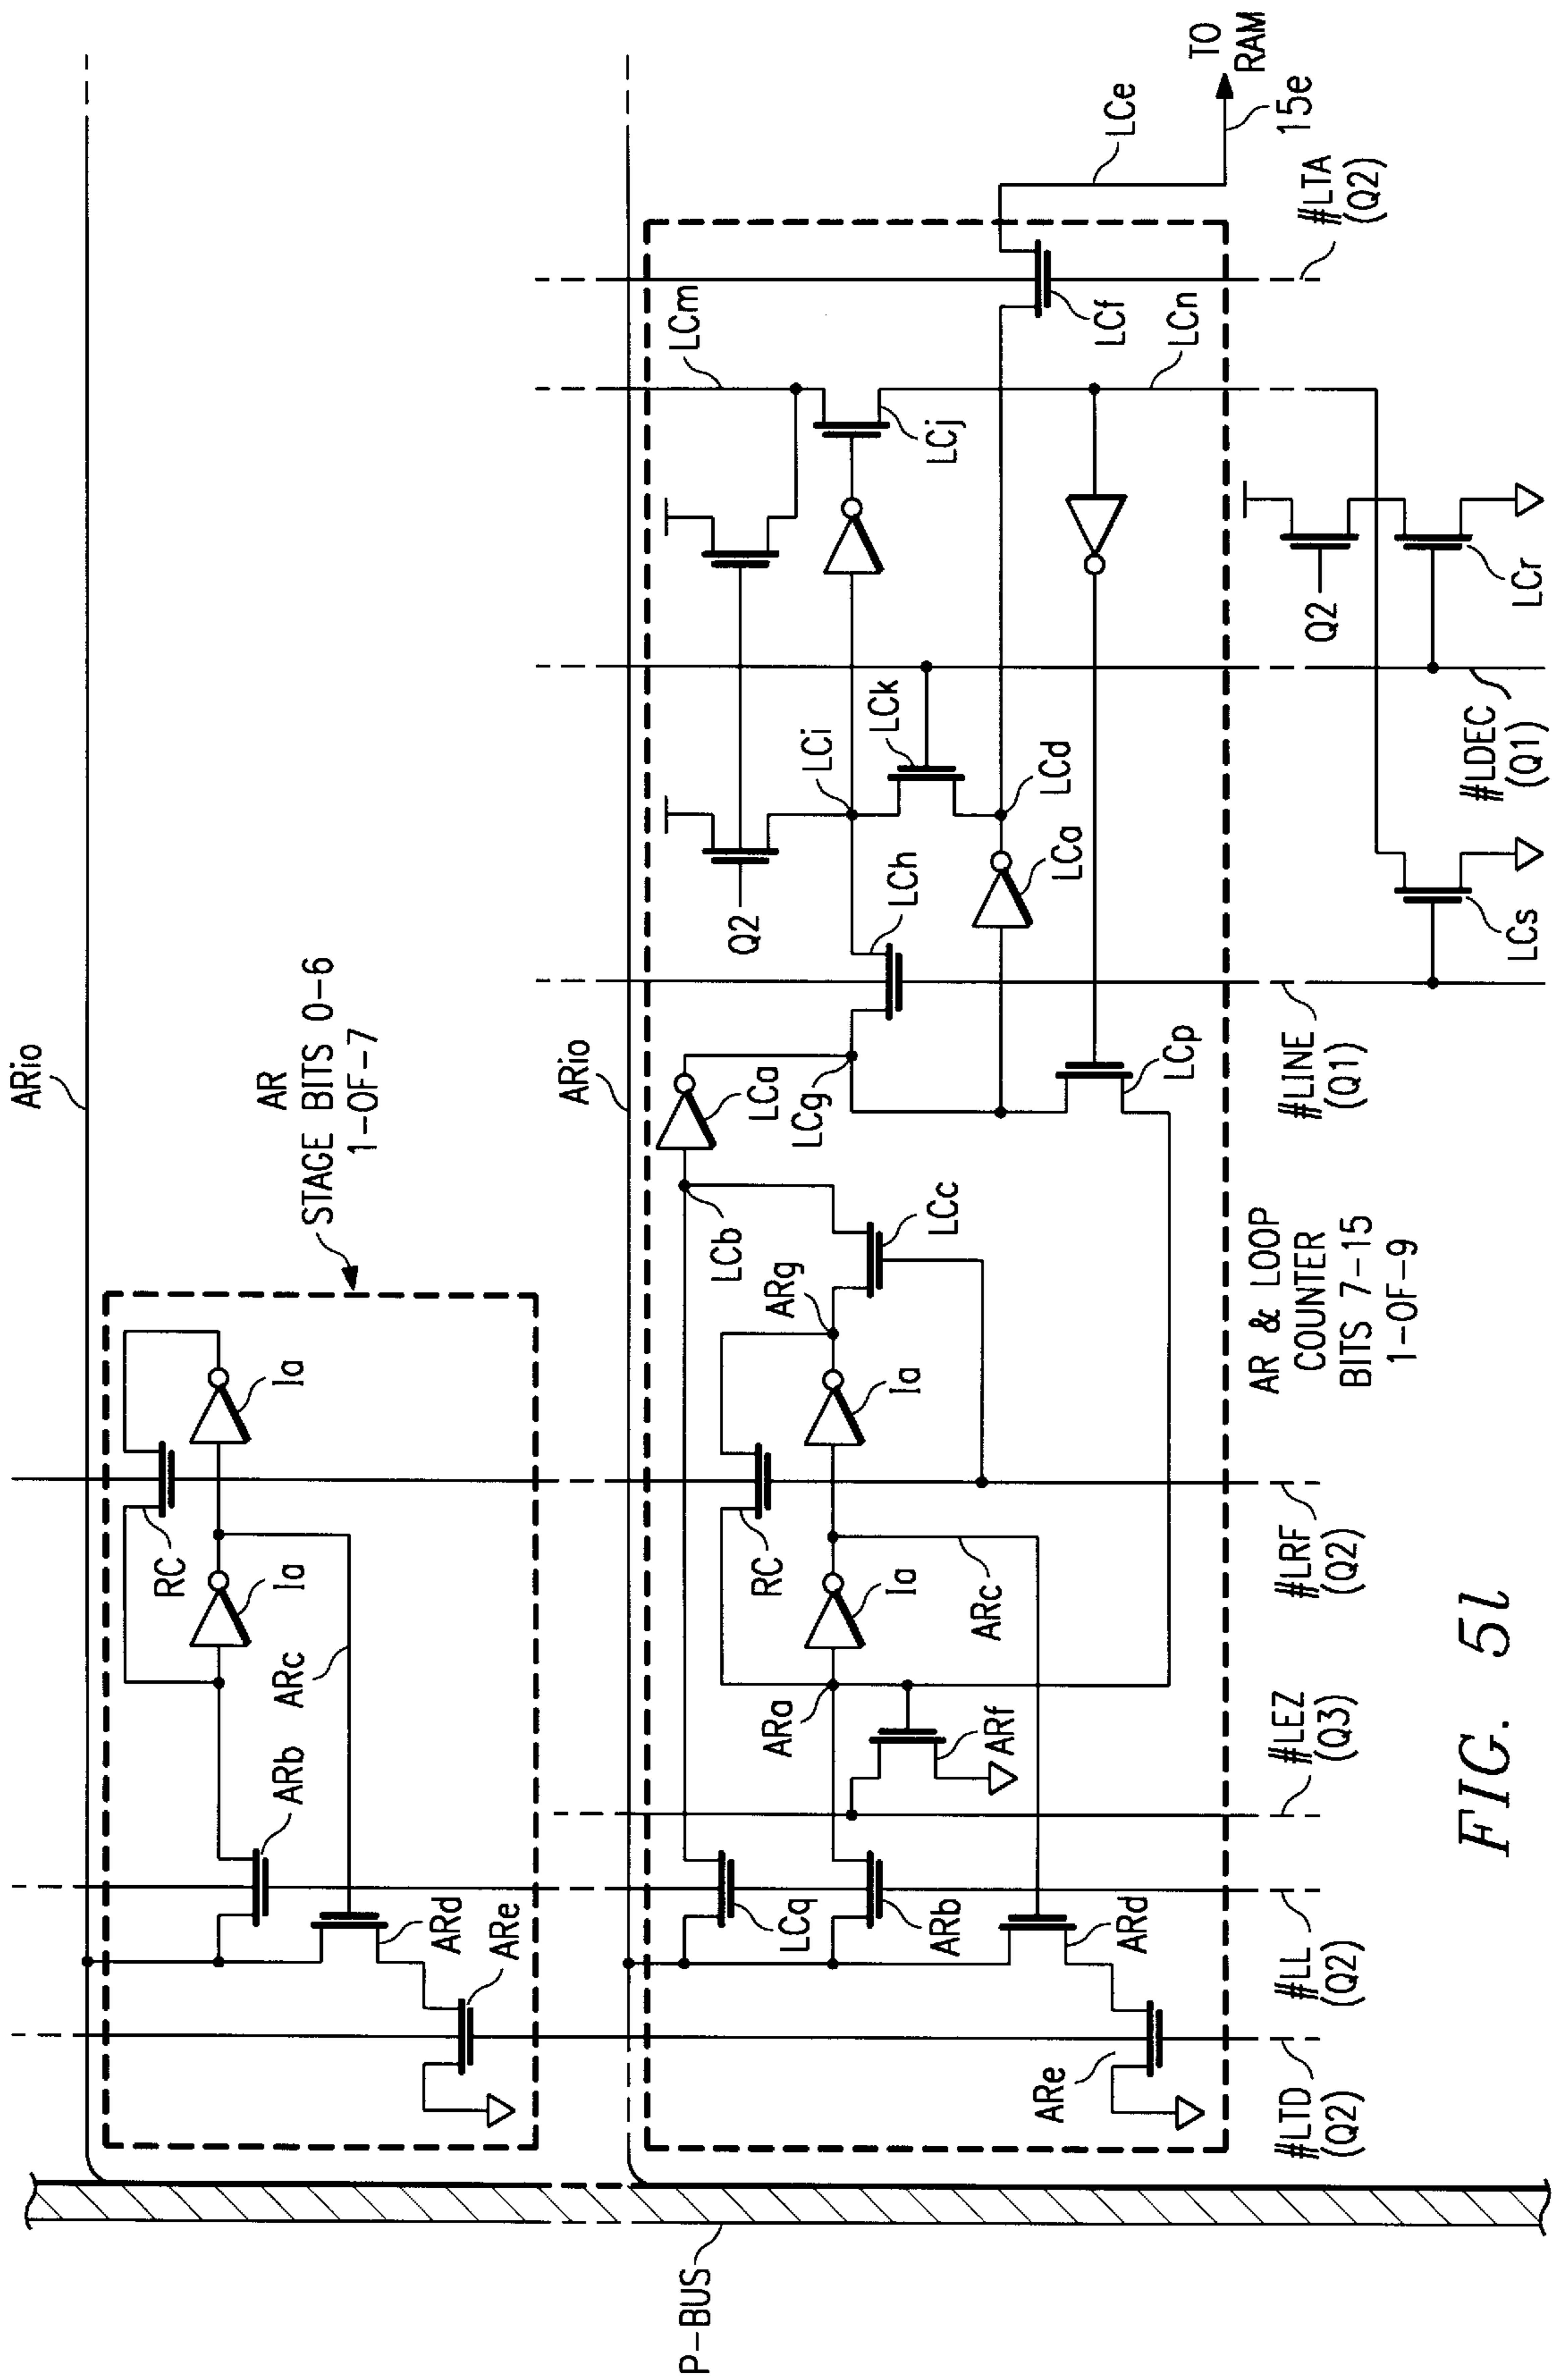 ARio
AR
STAGE BITS 0-6
1-OF-7
RC
Ia
Ia
ARc
ARb
ARd
ARe
P-BUS
ARio
LCm
LCe
TO
RAM
15e
#LTA
(Q2)
LCf
LCn
LCj
LCi
LCk
LCd
Q2
LCh
LCa
LCa
LCg
LCp
LCb
LCc
ARg
Ia
RC
Ia
ARc
ARa
ARf
LCq
ARb
ARd
ARe
Q2
LCr
#LDEC
(Q1)
LCs
#LINE
(Q1)
AR & LOOP
COUNTER
BITS 7-15
1-OF-9
#LRF
(Q2)
#LEZ
(Q3)
#LL
(Q2)
#LTD
(Q2)
FIG. 5l